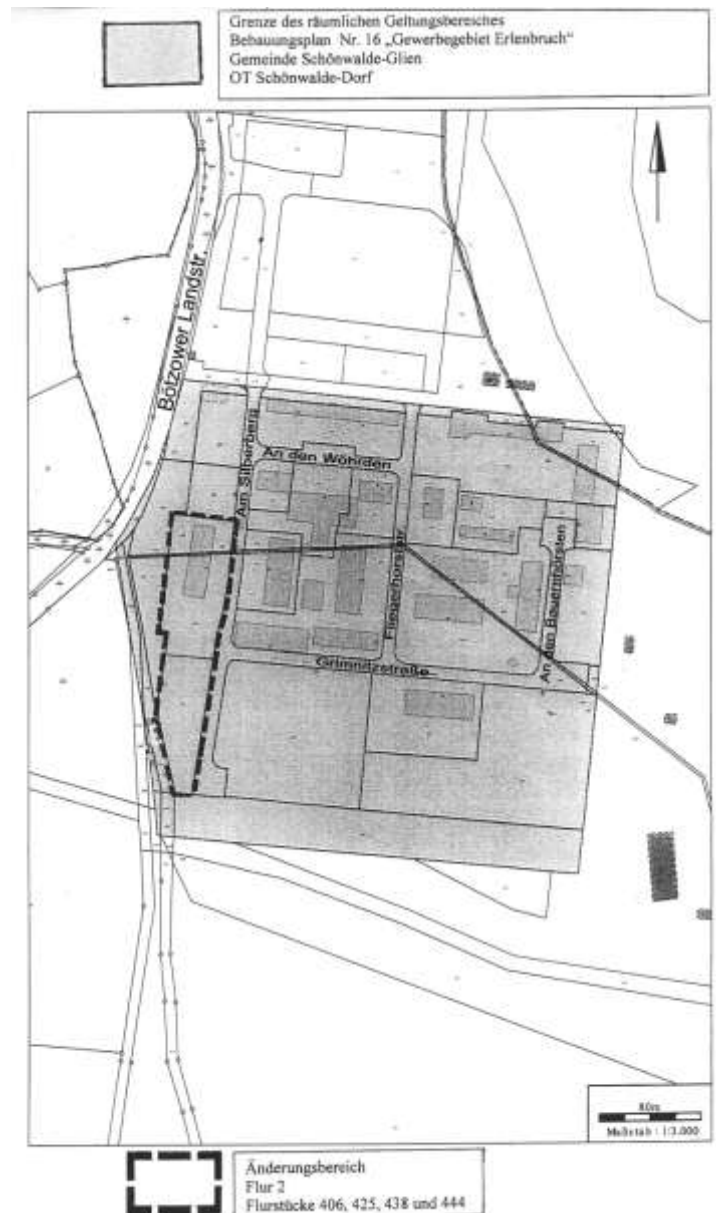 Grenze des räumlichen Geltungsbereiches
Bebauungsplan Nr. 16 „Gewerbegebiet Erlenbruch“
Gemeinde Schönwalde-Glien
OT Schönwalde-Dorf
Bötzower Landstr.
Am Silberberg
An den Wöhrden
Fliegerhorststr.
An den Bauernhörsten
Grimnitzstraße
80m
Maßstab : 1:3.000
Änderungsbereich
Flur 2
Flurstücke 406, 425, 438 und 444